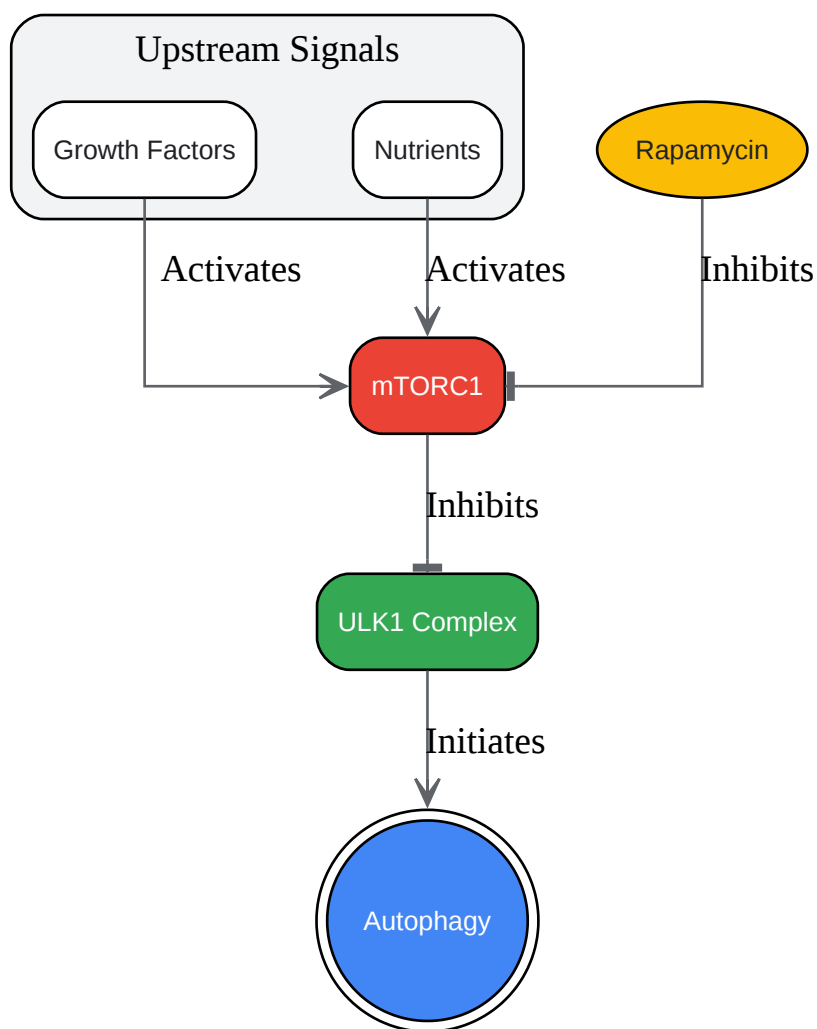 Upstream Signals
Growth Factors
Nutrients
Rapamycin
Activates
Activates
Inhibits
mTORC1
Inhibits
ULK1 Complex
Initiates
Autophagy